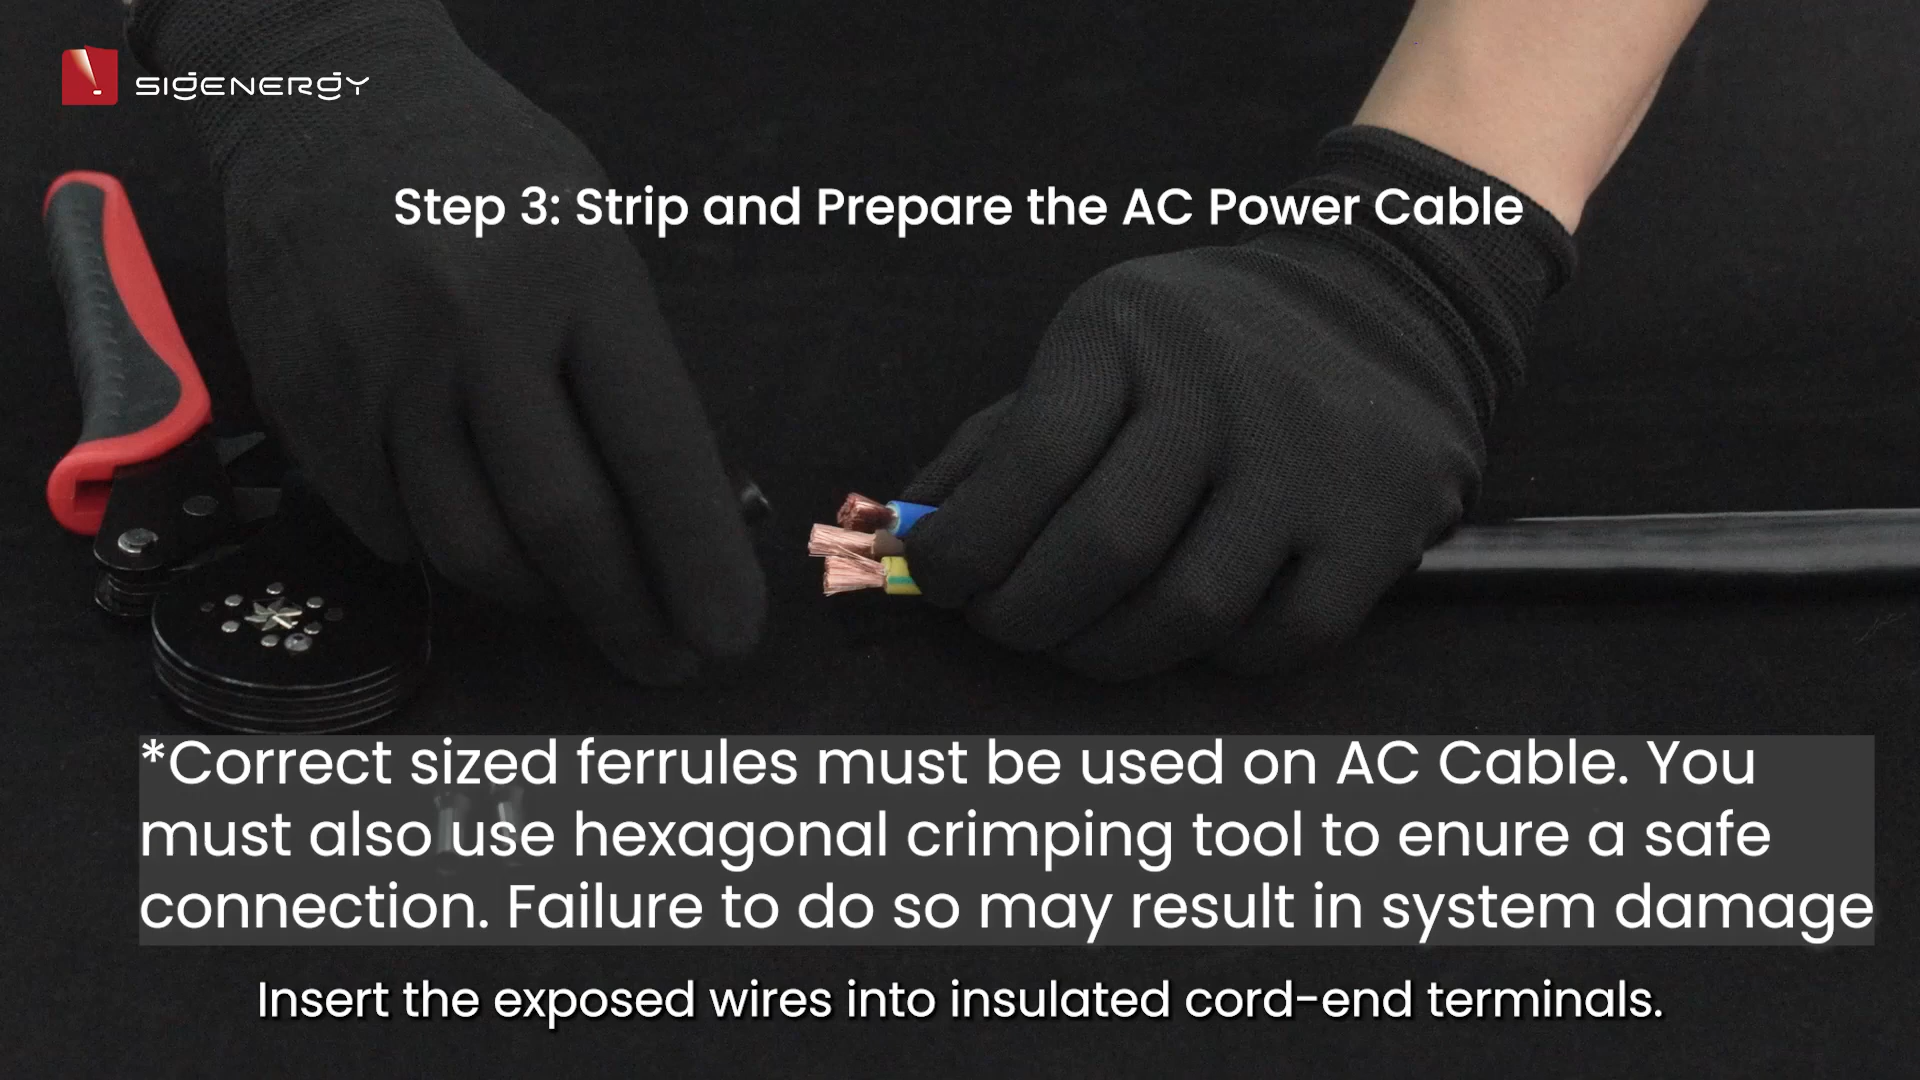 SIGENERGY
Step 3: Strip and Prepare the AC Power Cable
*Correct sized ferrules must be used on AC Cable. You
must also use hexagonal crimping tool to enure a safe
connection. Failure to do so may result in system damage
Insert the exposed wires into insulated cord-end terminals.